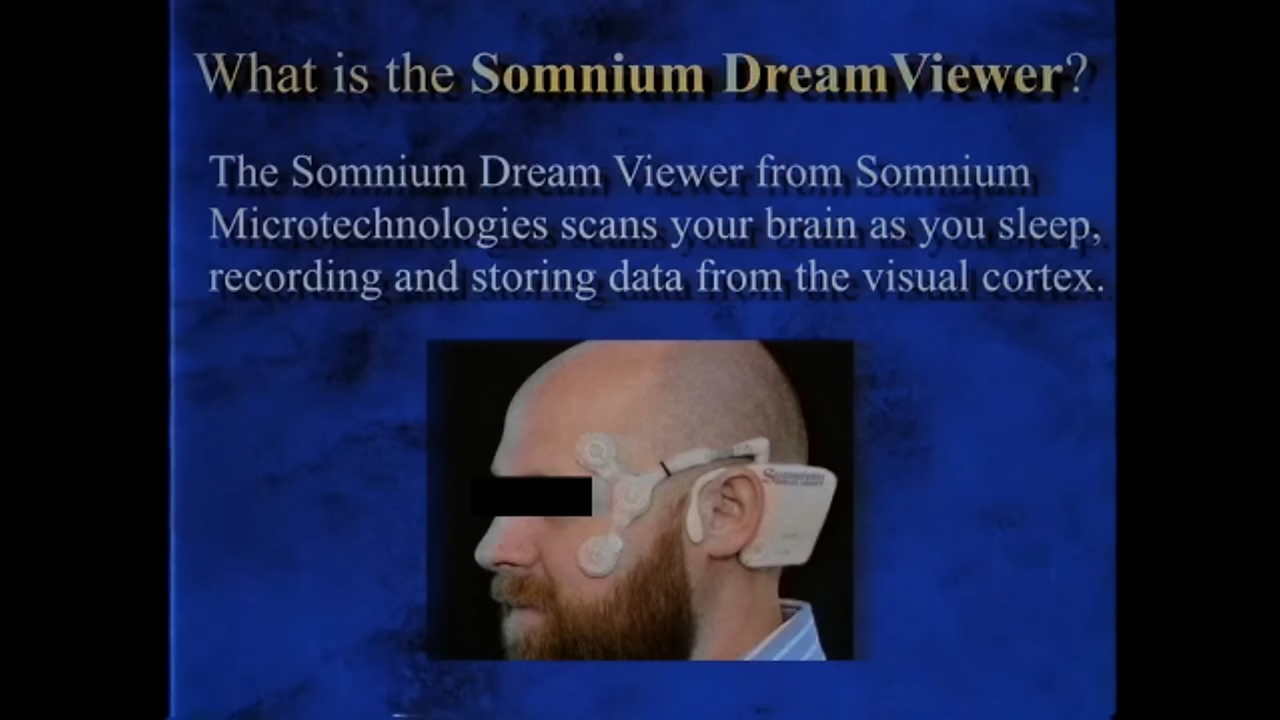 What is the Somnium DreamViewer?
The Somnium Dream Viewer from Somnium
Microtechnologies scans your brain as you sleep,
recording and storing data from the visual cortex.
Somnium